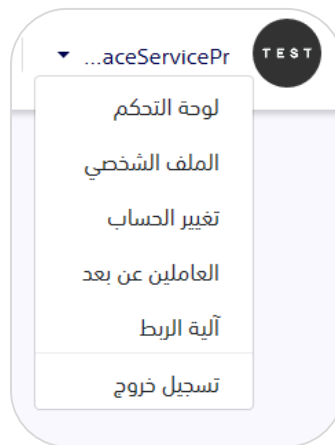 TEST
...aceServicePr
لوحة التحكم
الملف الشخصي
تغيير الحساب
العاملين عن بعد
آلية الربط
تسجيل خروج